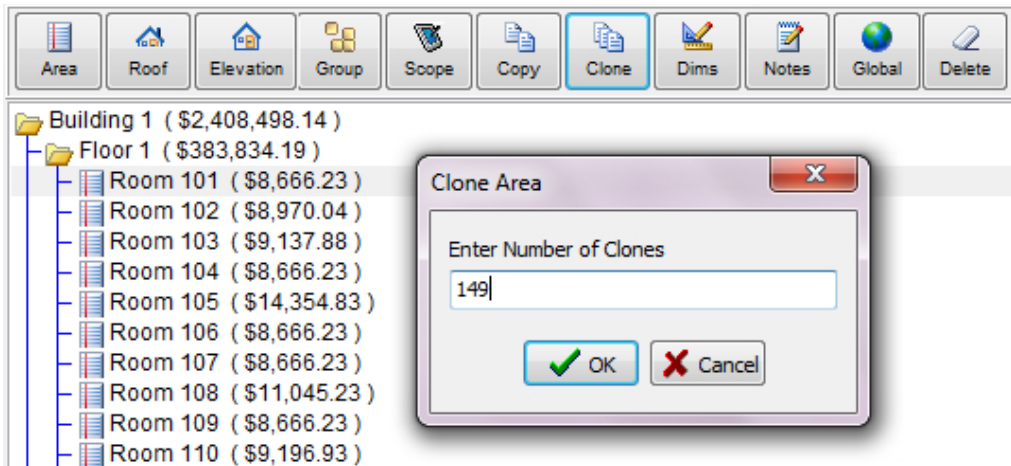 Area Roof Elevation Group Scope Copy Clone Dims Notes Global Delete
Building 1 ( $2,408,498.14 )
Floor 1 ( $383,834.19 )
Room 101 ( $8,666.23 )
Room 102 ( $8,970.04 )
Room 103 ( $9,137.88 )
Room 104 ( $8,666.23 )
Room 105 ( $14,354.83 )
Room 106 ( $8,666.23 )
Room 107 ( $8,666.23 )
Room 108 ( $11,045.23 )
Room 109 ( $8,666.23 )
Room 110 ( $9,196.93 )
Clone Area
Enter Number of Clones
149
OK Cancel